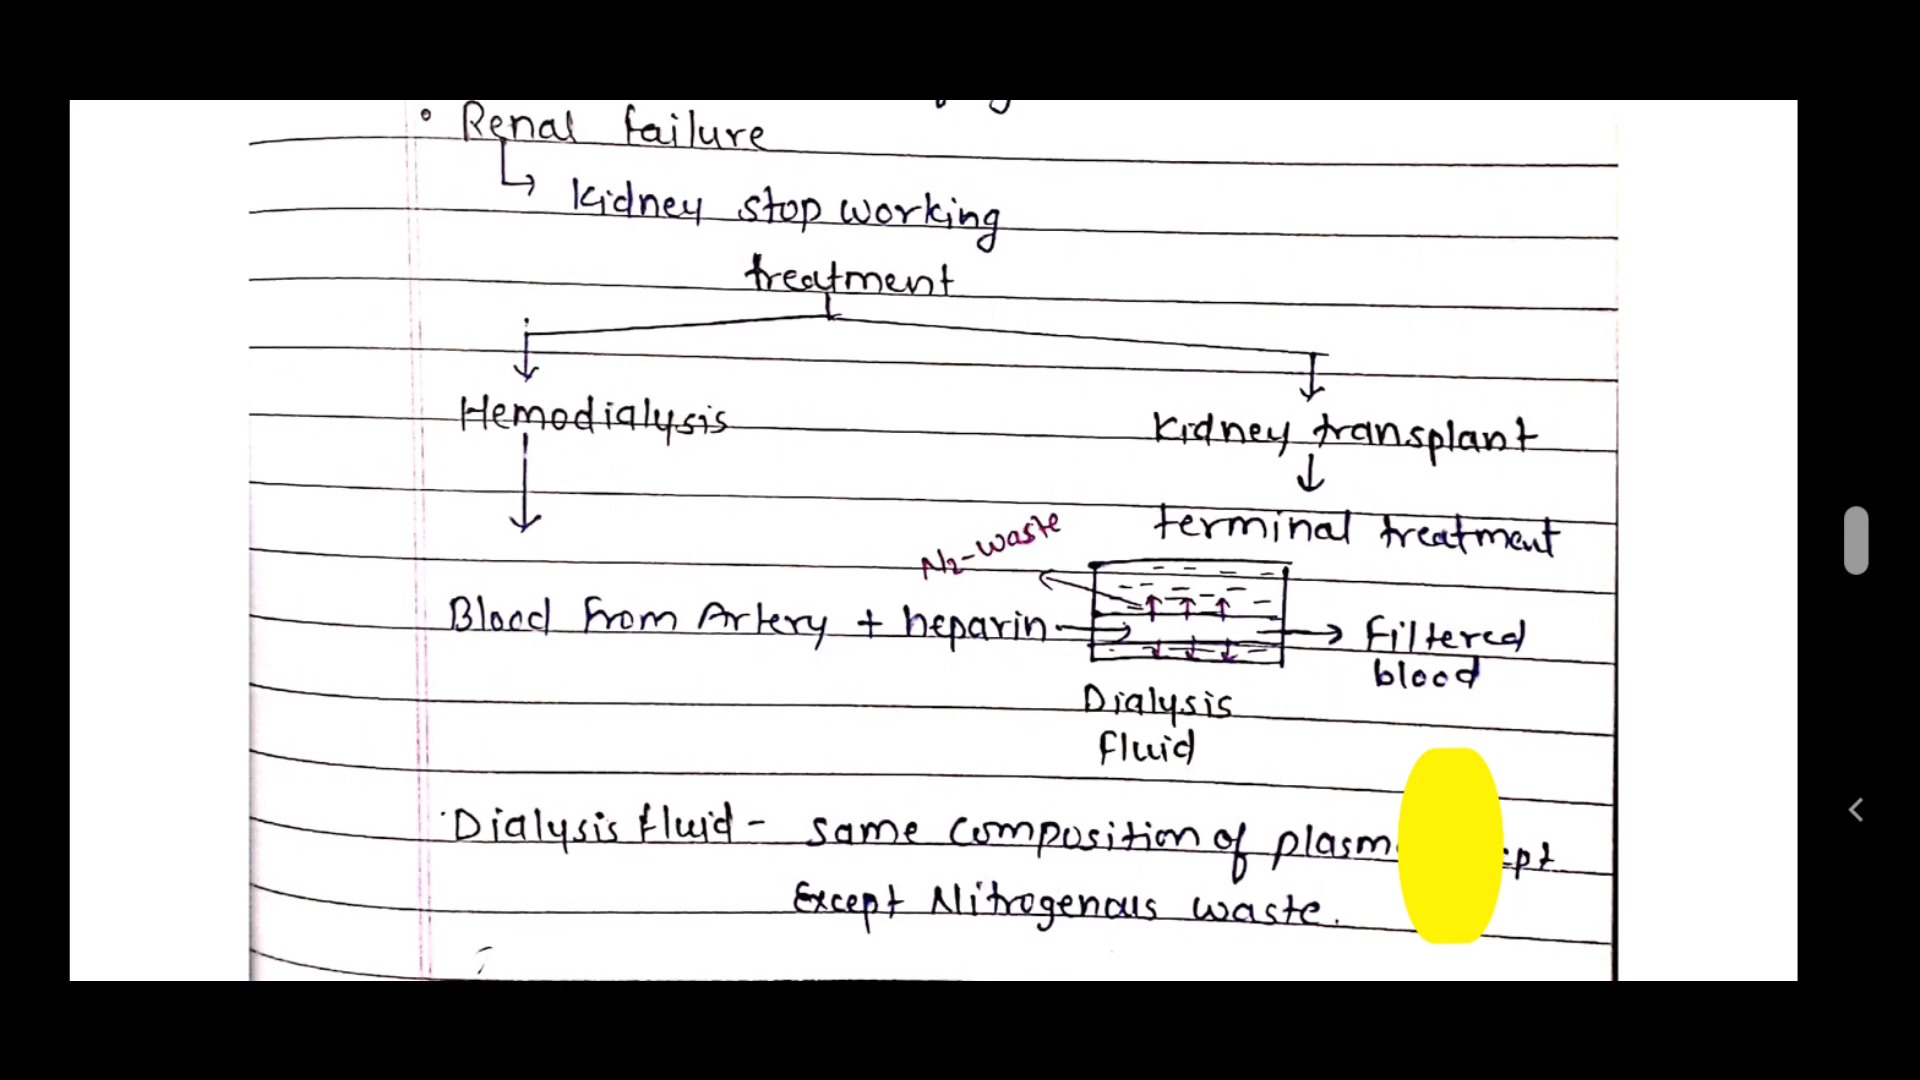 • Renal failure
↳ Kidney stop working
treatment
Hemodialysis
Kidney transplant
terminal treatment
N2-waste
Blood from Artery + heparin → → Filtered
blood
Dialysis
fluid
Dialysis fluid - same composition of
Except Nitrogenous waste.